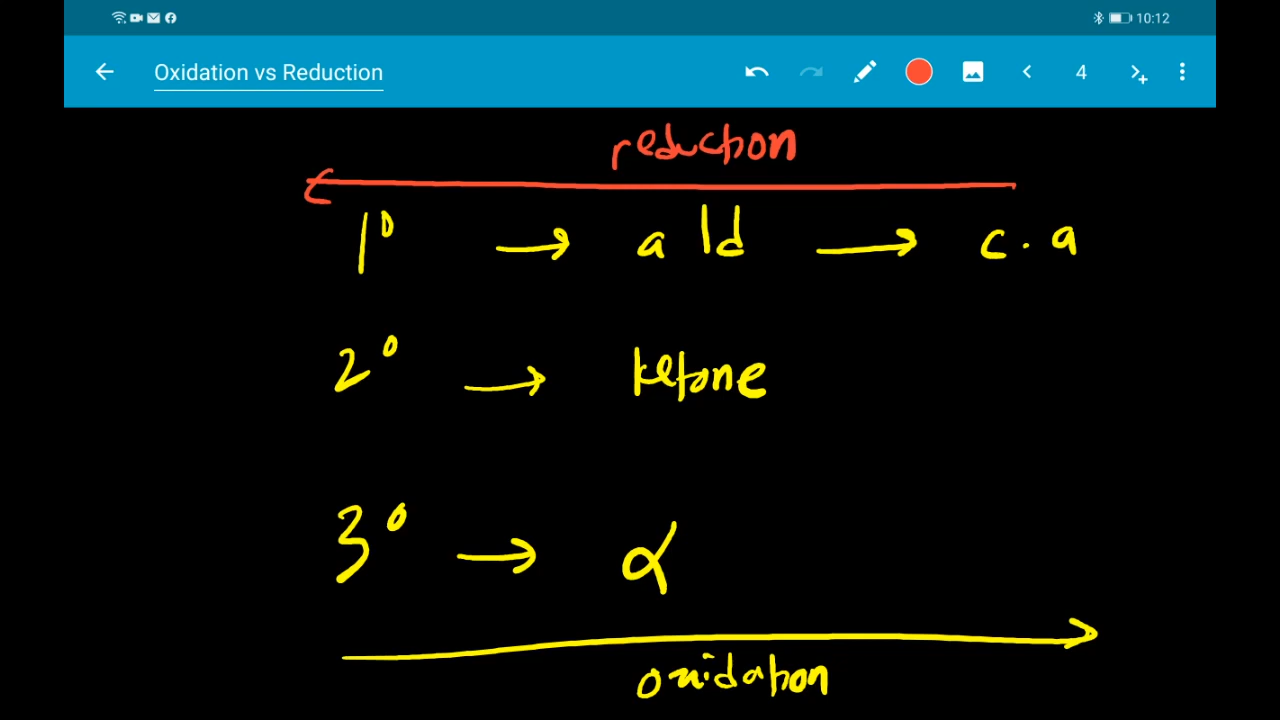 10:12
Oxidation vs Reduction 4
reduction
1° → ald → c.a
2° → ketone
3° → α
oxidation